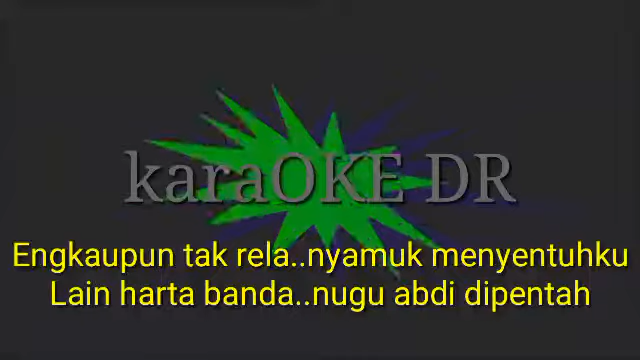 karaOKE DR
Engkaupun tak rela..nyamuk menyentuhku
Lain harta banda..nugu abdi dipentah